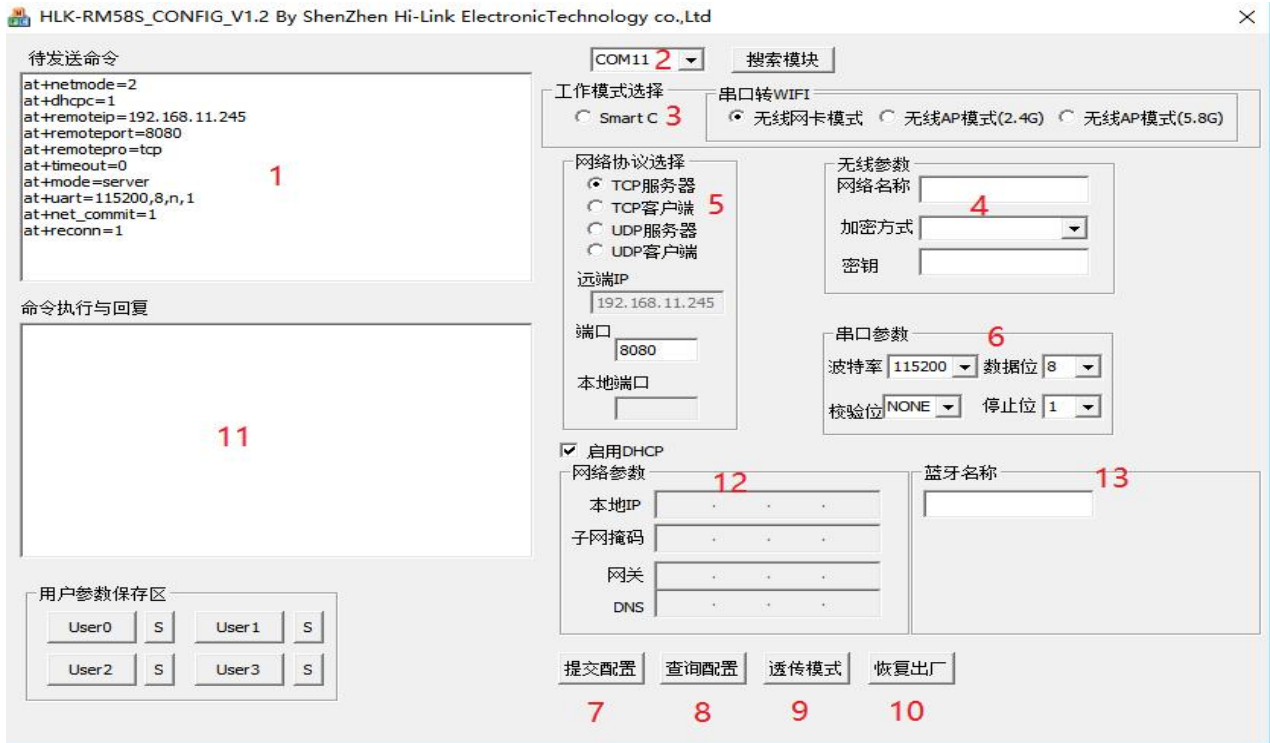 HLK-RM58S_CONFIG_V1.2 By ShenZhen Hi-Link ElectronicTechnology co.,Ltd
待发送命令
at+netmode=2
at+dhcpc=1
at+remoteip=192.168.11.245
at+remoteport=8080
at+remotepro=tcp
at+timeout=0
at+mode=server
at+uart=115200,8,n,1
at+net_commit=1
at+reconn=1
1
命令执行与回复
11
用户参数保存区
User0 S User1 S
User2 S User3 S
COM11 2 搜索模块
工作模式选择
Smart C 3
串口转WIFI
无线网卡模式 无线AP模式(2.4G) 无线AP模式(5.8G)
网络协议选择
TCP服务器
TCP客户端 5
UDP服务器
UDP客户端
远端IP
192.168.11.245
端口
8080
本地端口
无线参数
网络名称
4
加密方式
密钥
串口参数 6
波特率 115200 数据位 8
校验位 NONE 停止位 1
启用DHCP
网络参数 12
本地IP . . .
子网掩码 . . .
网关 . . .
DNS . . .
蓝牙名称 13
提交配置 查询配置 透传模式 恢复出厂
7 8 9 10